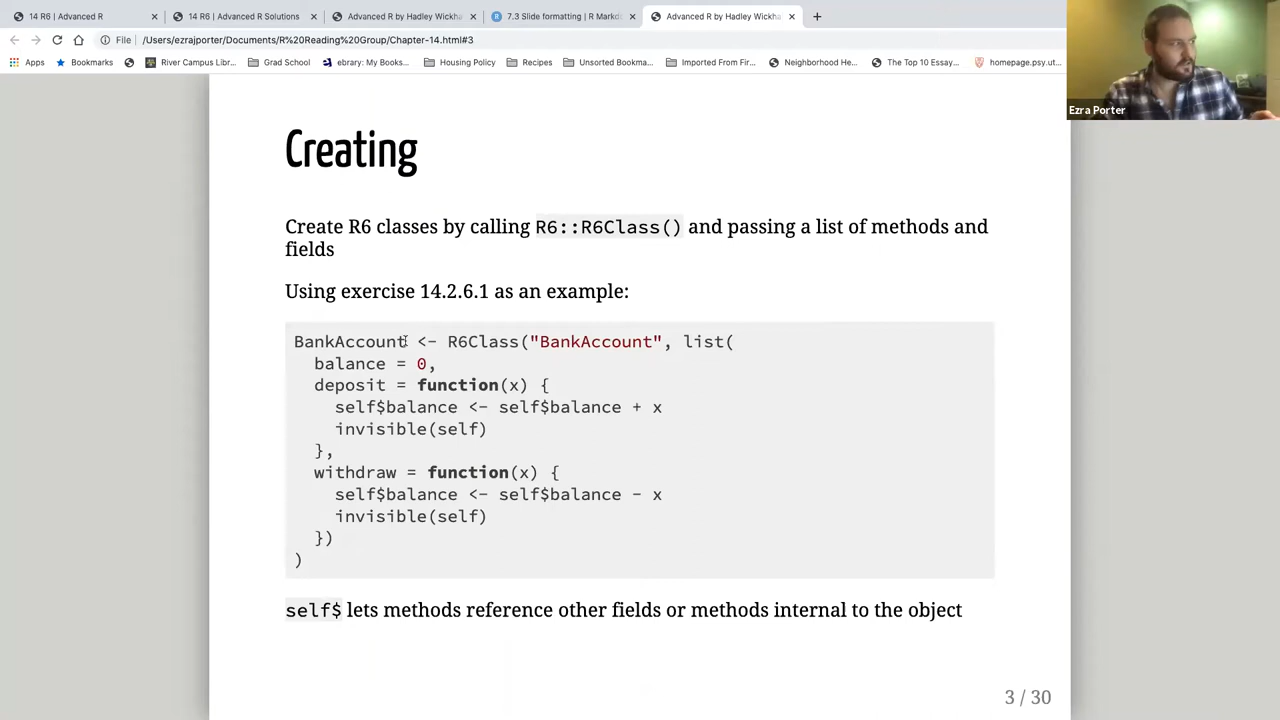 14 R6 | Advanced R
14 R6 | Advanced R Solutions
Advanced R by Hadley Wickha
7.3 Slide formatting | R Markd
Advanced R by Hadley Wickha
File
/Users/ezrajporter/Documents/R%20Reading%20Group/Chapter-14.html#3
Apps
Bookmarks
River Campus Libr...
Grad School
ebrary: My Books...
Housing Policy
Recipes
Unsorted Bookma...
Imported From Fir...
Neighborhood He...
The Top 10 Essay...
homepage.psy.ut...
Ezra Porter
Creating
Create R6 classes by calling R6::R6Class() and passing a list of methods and
fields
Using exercise 14.2.6.1 as an example:
BankAccount <- R6Class("BankAccount", list(
  balance = 0,
  deposit = function(x) {
    self$balance <- self$balance + x
    invisible(self)
  },
  withdraw = function(x) {
    self$balance <- self$balance - x
    invisible(self)
  })
)
self$ lets methods reference other fields or methods internal to the object
3 / 30